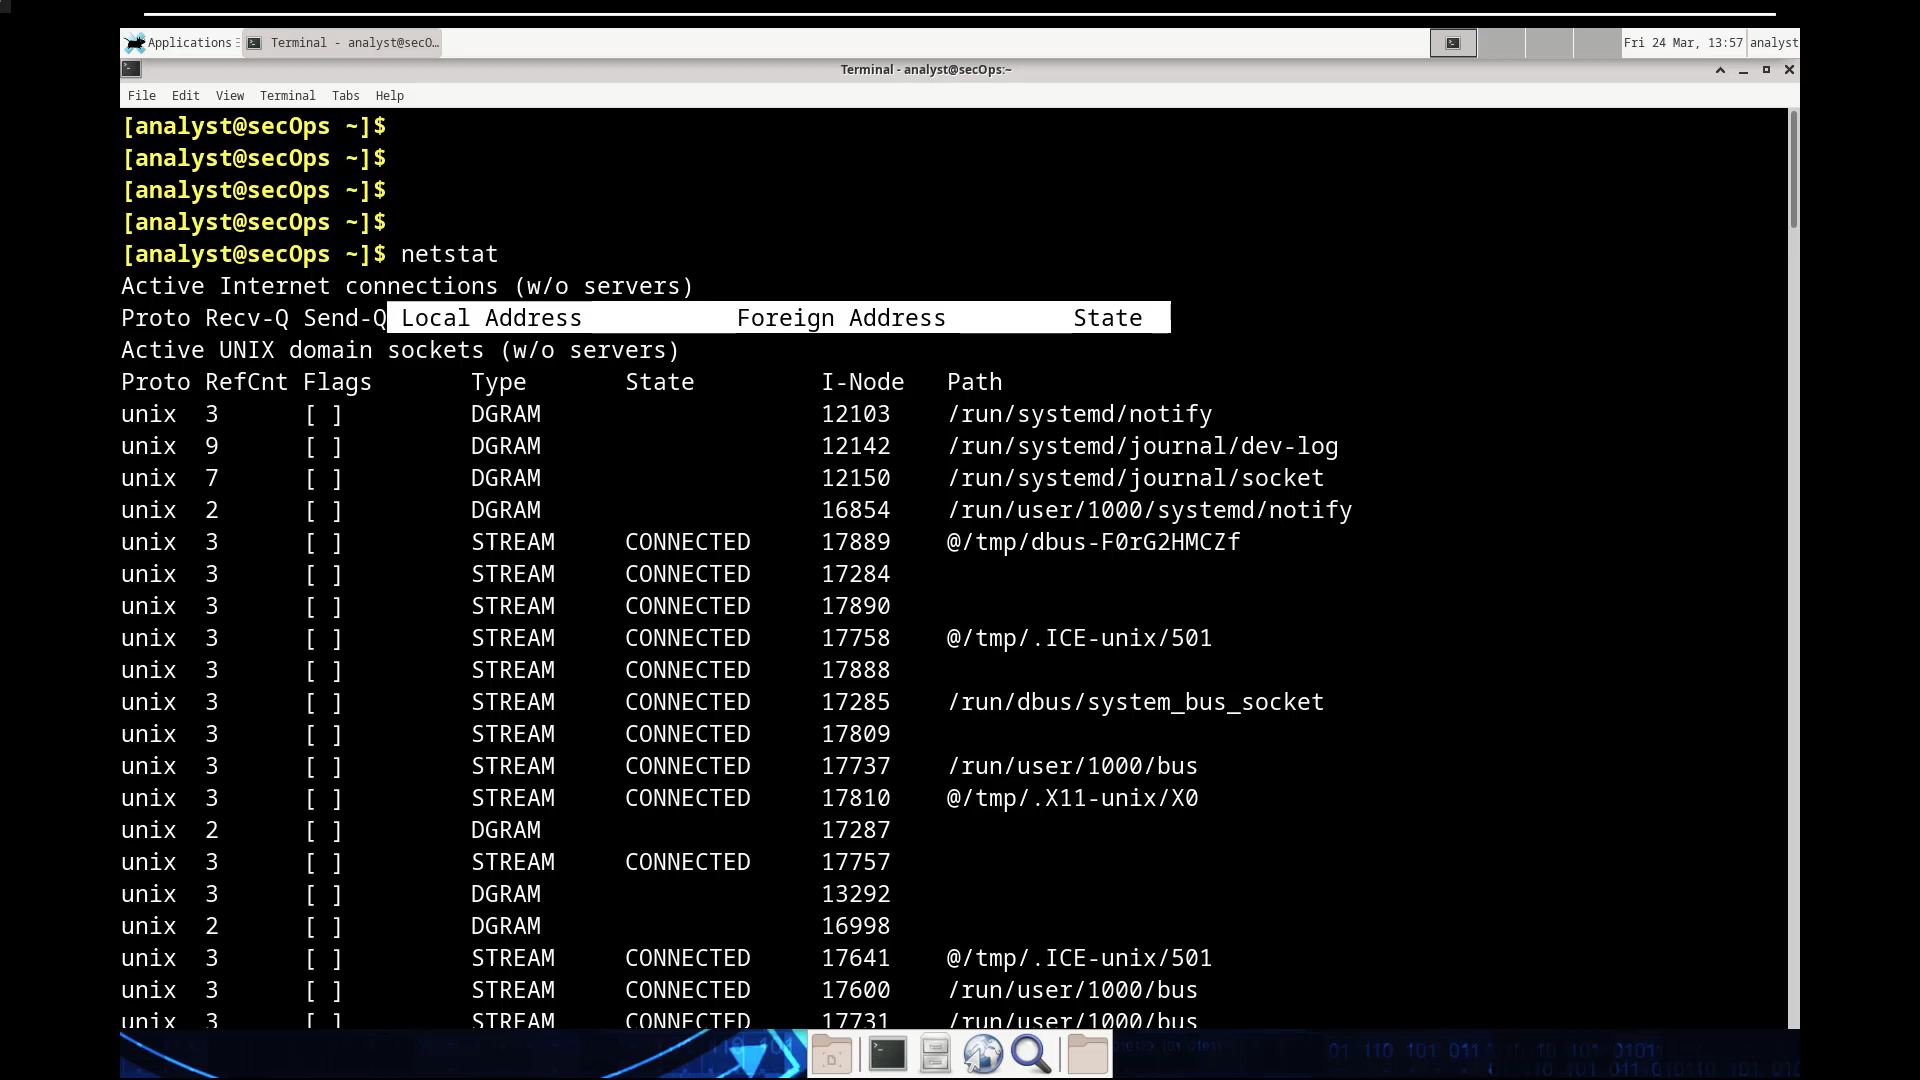 Applications
Terminal - analyst@secO...
Fri 24 Mar, 13:57
analyst
Terminal - analyst@secOps:~
File Edit View Terminal Tabs Help
[analyst@secOps ~]$
[analyst@secOps ~]$
[analyst@secOps ~]$
[analyst@secOps ~]$
[analyst@secOps ~]$ netstat
Active Internet connections (w/o servers)
Proto Recv-Q Send-Q Local Address           Foreign Address         State
Active UNIX domain sockets (w/o servers)
Proto RefCnt Flags       Type       State         I-Node   Path
unix  3      [ ]         DGRAM                    12103    /run/systemd/notify
unix  9      [ ]         DGRAM                    12142    /run/systemd/journal/dev-log
unix  7      [ ]         DGRAM                    12150    /run/systemd/journal/socket
unix  2      [ ]         DGRAM                    16854    /run/user/1000/systemd/notify
unix  3      [ ]         STREAM     CONNECTED     17889    @/tmp/dbus-F0rG2HMCZf
unix  3      [ ]         STREAM     CONNECTED     17284
unix  3      [ ]         STREAM     CONNECTED     17890
unix  3      [ ]         STREAM     CONNECTED     17758    @/tmp/.ICE-unix/501
unix  3      [ ]         STREAM     CONNECTED     17888
unix  3      [ ]         STREAM     CONNECTED     17285    /run/dbus/system_bus_socket
unix  3      [ ]         STREAM     CONNECTED     17809
unix  3      [ ]         STREAM     CONNECTED     17737    /run/user/1000/bus
unix  3      [ ]         STREAM     CONNECTED     17810    @/tmp/.X11-unix/X0
unix  2      [ ]         DGRAM                    17287
unix  3      [ ]         STREAM     CONNECTED     17757
unix  3      [ ]         DGRAM                    13292
unix  2      [ ]         DGRAM                    16998
unix  3      [ ]         STREAM     CONNECTED     17641    @/tmp/.ICE-unix/501
unix  3      [ ]         STREAM     CONNECTED     17600    /run/user/1000/bus
unix  3      [ ]         STREAM     CONNECTED     17731    /run/user/1000/bus